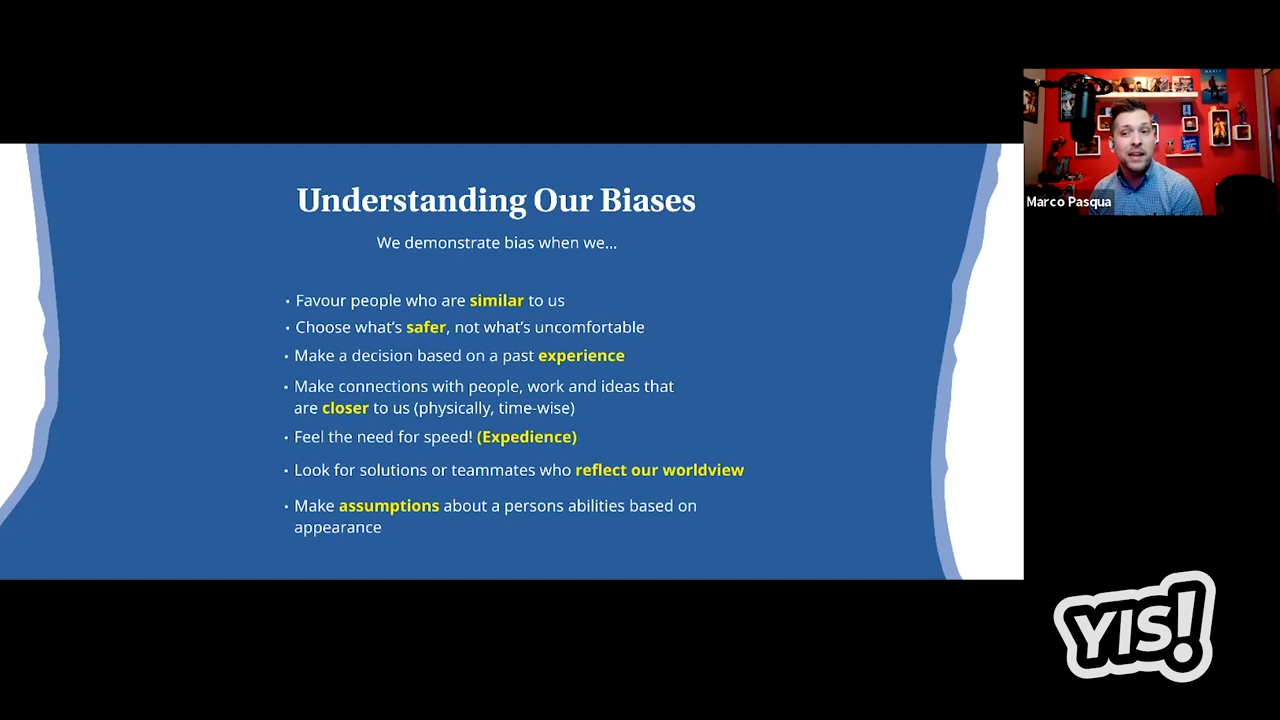 Understanding Our Biases
We demonstrate bias when we...
• Favour people who are similar to us
• Choose what's safer, not what's uncomfortable
• Make a decision based on a past experience
• Make connections with people, work and ideas that
are closer to us (physically, time-wise)
• Feel the need for speed! (Expedience)
• Look for solutions or teammates who reflect our worldview
• Make assumptions about a persons abilities based on
appearance
Marco Pasqua
YIS!